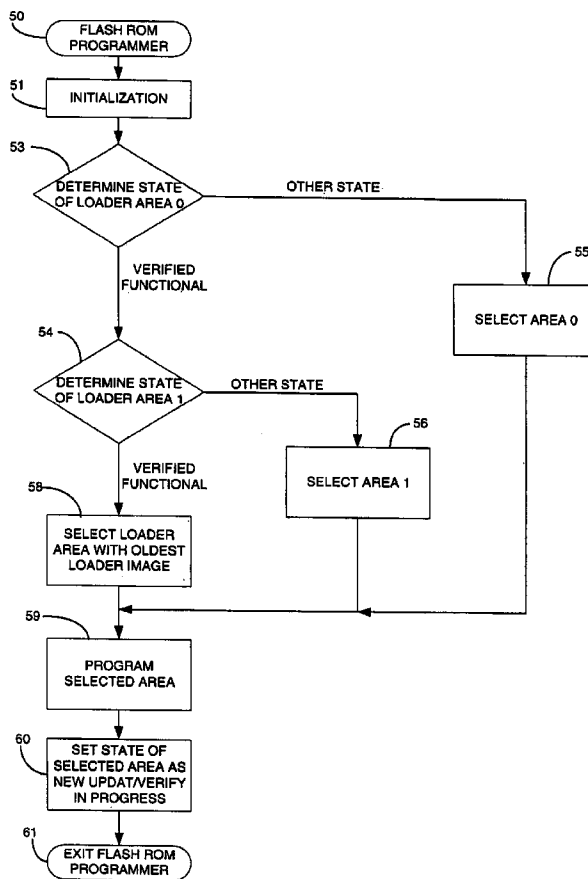 50
FLASH ROM
PROGRAMMER
51
INITIALIZATION
53
DETERMINE STATE
OF LOADER AREA 0
OTHER STATE
VERIFIED
FUNCTIONAL
55
SELECT AREA 0
54
DETERMINE STATE
OF LOADER AREA 1
OTHER STATE
56
SELECT AREA 1
VERIFIED
FUNCTIONAL
58
SELECT LOADER
AREA WITH OLDEST
LOADER IMAGE
59
PROGRAM
SELECTED AREA
60
SET STATE OF
SELECTED AREA AS
NEW UPDAT/VERIFY
IN PROGRESS
61
EXIT FLASH ROM
PROGRAMMER